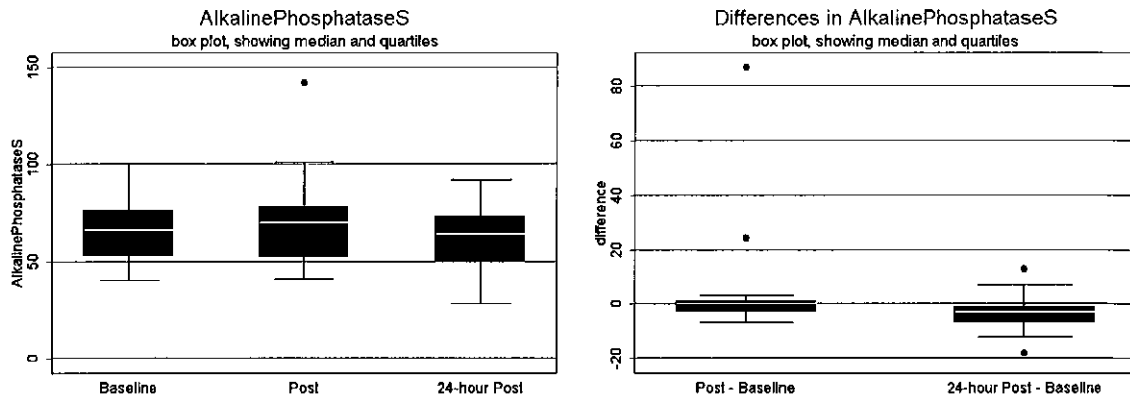 AlkalinePhosphataseS
box plot, showing median and quartiles
AlkalinePhosphataseS
150
100
50
0
Baseline
Post
24-hour Post
Differences in AlkalinePhosphataseS
box plot, showing median and quartiles
difference
80
60
40
20
0
-20
Post - Baseline
24-hour Post - Baseline